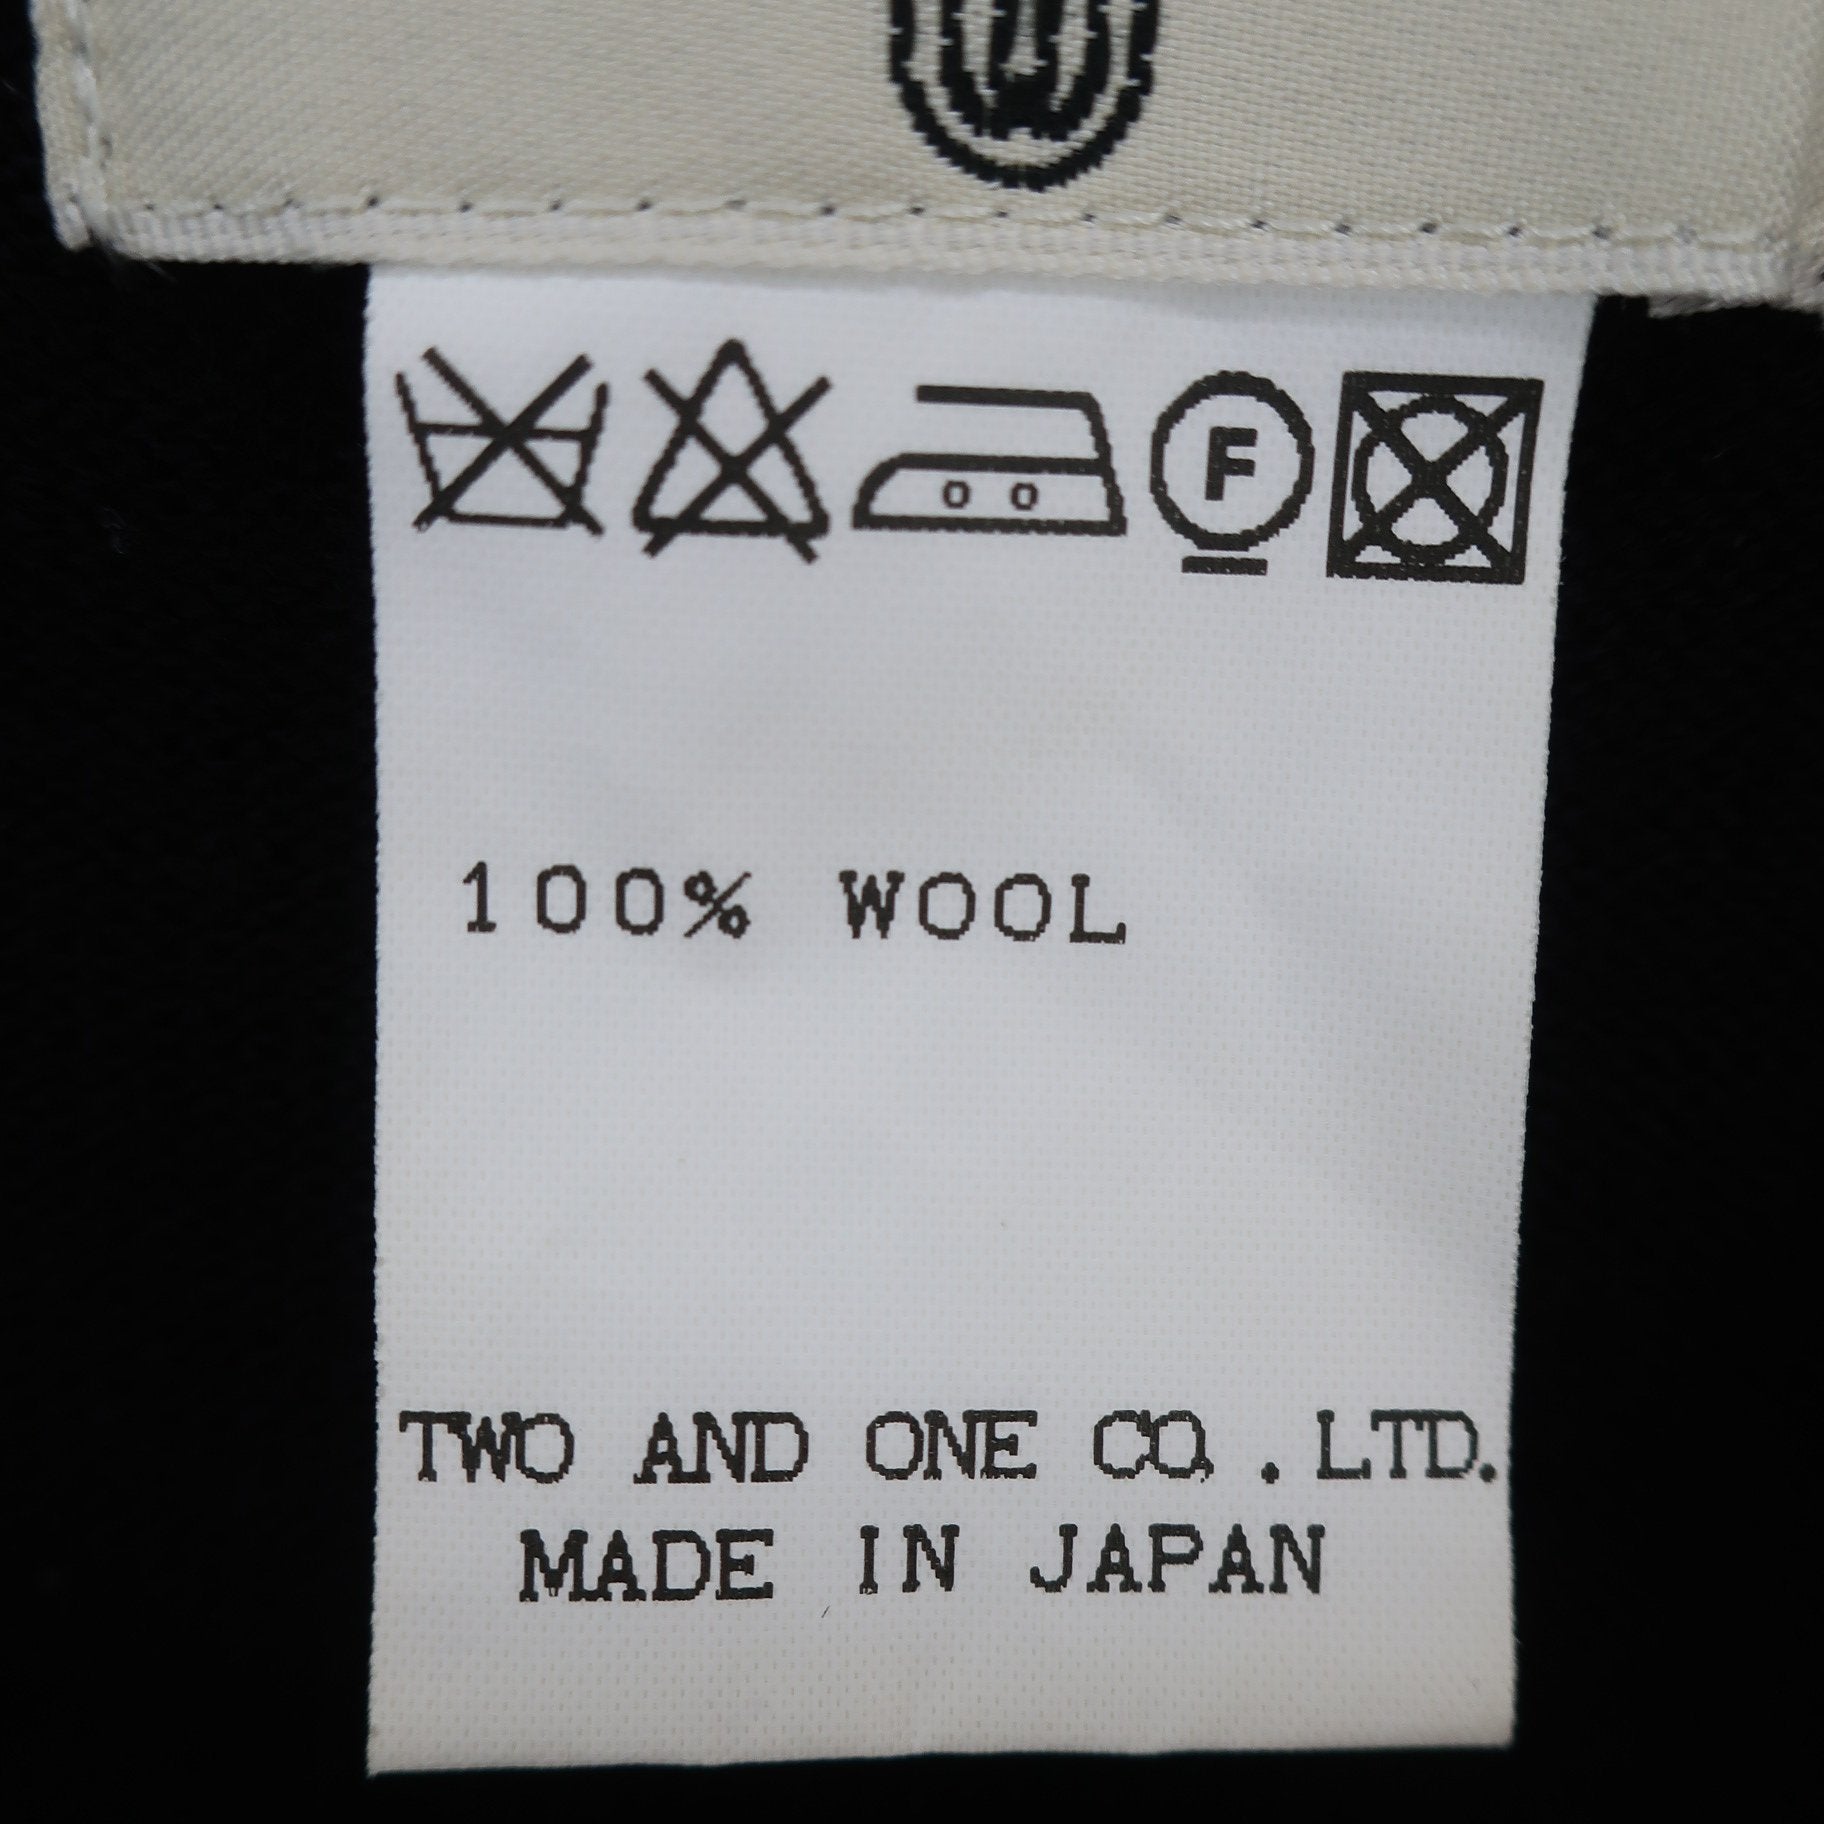 F
100% WOOL
TWO AND ONE CO.LTD.
MADE IN JAPAN